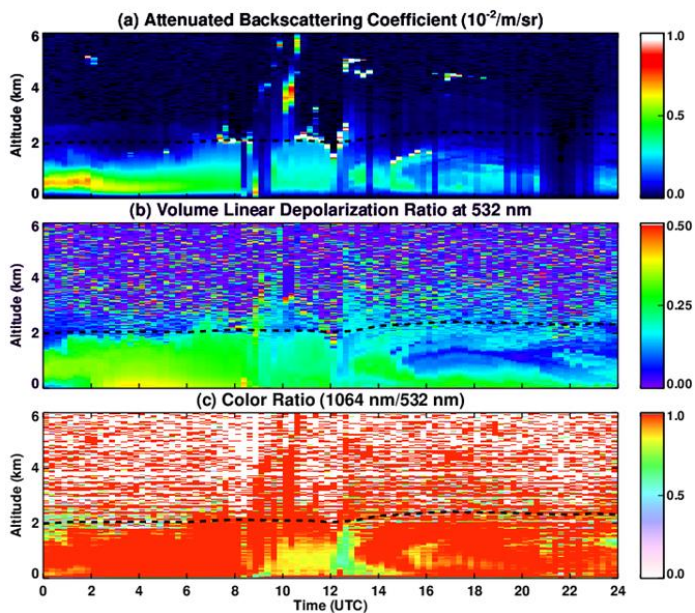 (a) Attenuated Backscattering Coefficient (10⁻²/m/sr)
6
4
2
0
Altitude (km)
1.0
0.5
0.0
(b) Volume Linear Depolarization Ratio at 532 nm
6
4
2
0
Altitude (km)
0.50
0.25
0.00
(c) Color Ratio (1064 nm/532 nm)
6
4
2
0
Altitude (km)
1.0
0.5
0.0
0 2 4 6 8 10 12 14 16 18 20 22 24
Time (UTC)